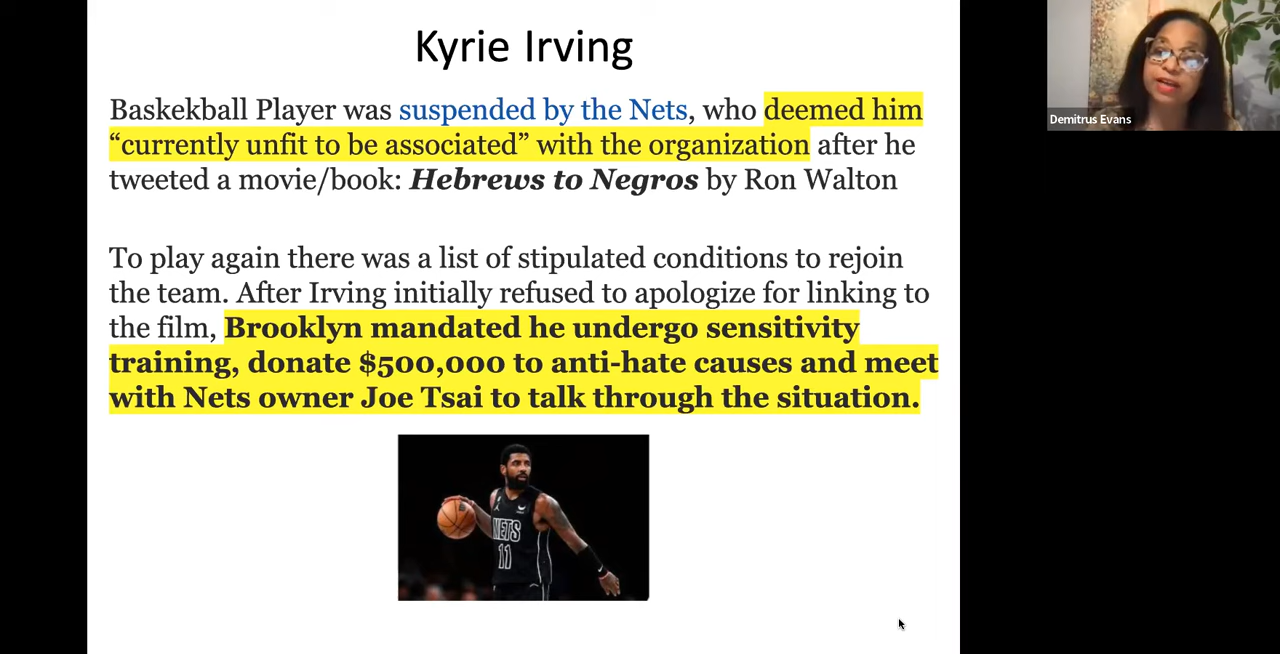 Kyrie Irving
Baskekball Player was suspended by the Nets, who deemed him
“currently unfit to be associated” with the organization after he
tweeted a movie/book: Hebrews to Negros by Ron Walton
To play again there was a list of stipulated conditions to rejoin
the team. After Irving initially refused to apologize for linking to
the film, Brooklyn mandated he undergo sensitivity
training, donate $500,000 to anti-hate causes and meet
with Nets owner Joe Tsai to talk through the situation.
NETS
11
Demitrus Evans